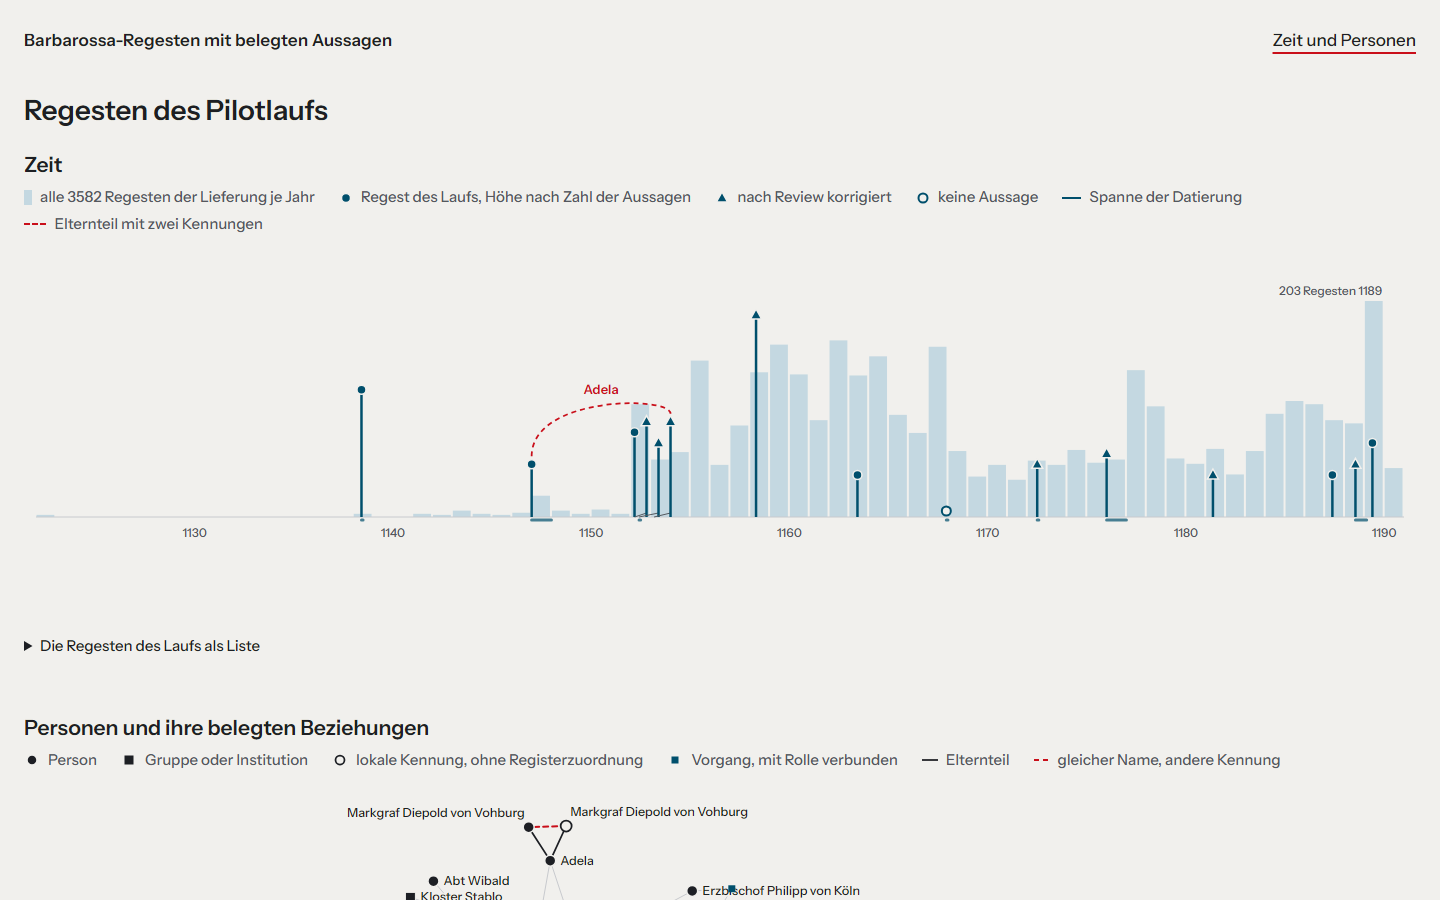 Barbarossa-Regesten mit belegten Aussagen
Zeit und Personen
Regesten des Pilotlaufs
Zeit
alle 3582 Regesten der Lieferung je Jahr
Regest des Laufs, Höhe nach Zahl der Aussagen
nach Review korrigiert
keine Aussage
Spanne der Datierung
Elternteil mit zwei Kennungen
203 Regesten 1189
Adela
1130
1140
1150
1160
1170
1180
1190
Die Regesten des Laufs als Liste
Personen und ihre belegten Beziehungen
Person
Gruppe oder Institution
lokale Kennung, ohne Registerzuordnung
Vorgang, mit Rolle verbunden
Elternteil
gleicher Name, andere Kennung
Markgraf Diepold von Vohburg
Markgraf Diepold von Vohburg
Adela
Abt Wibald
Erzbischof Philipp von Köln
Kloster Stablo